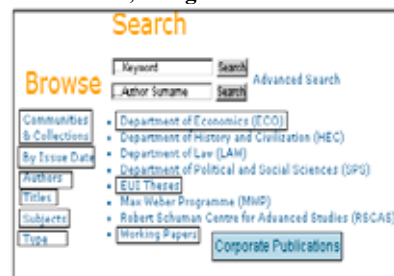 Search
Keyword Search
Advanced Search
Browse
..Author Surname Search
Communities
& Collections
By Issue Date
Authors
Titles
Subjects
Type
Department of Economics (ECO)
Department of History and Civilization (HEC)
Department of Law (LAW)
Department of Political and Social Sciences (SPS)
EUI Theses
Max Weber Programme (MWP)
Robert Schuman Centre for Advanced Studies (RSCAS)
Working Papers
Corporate Publications